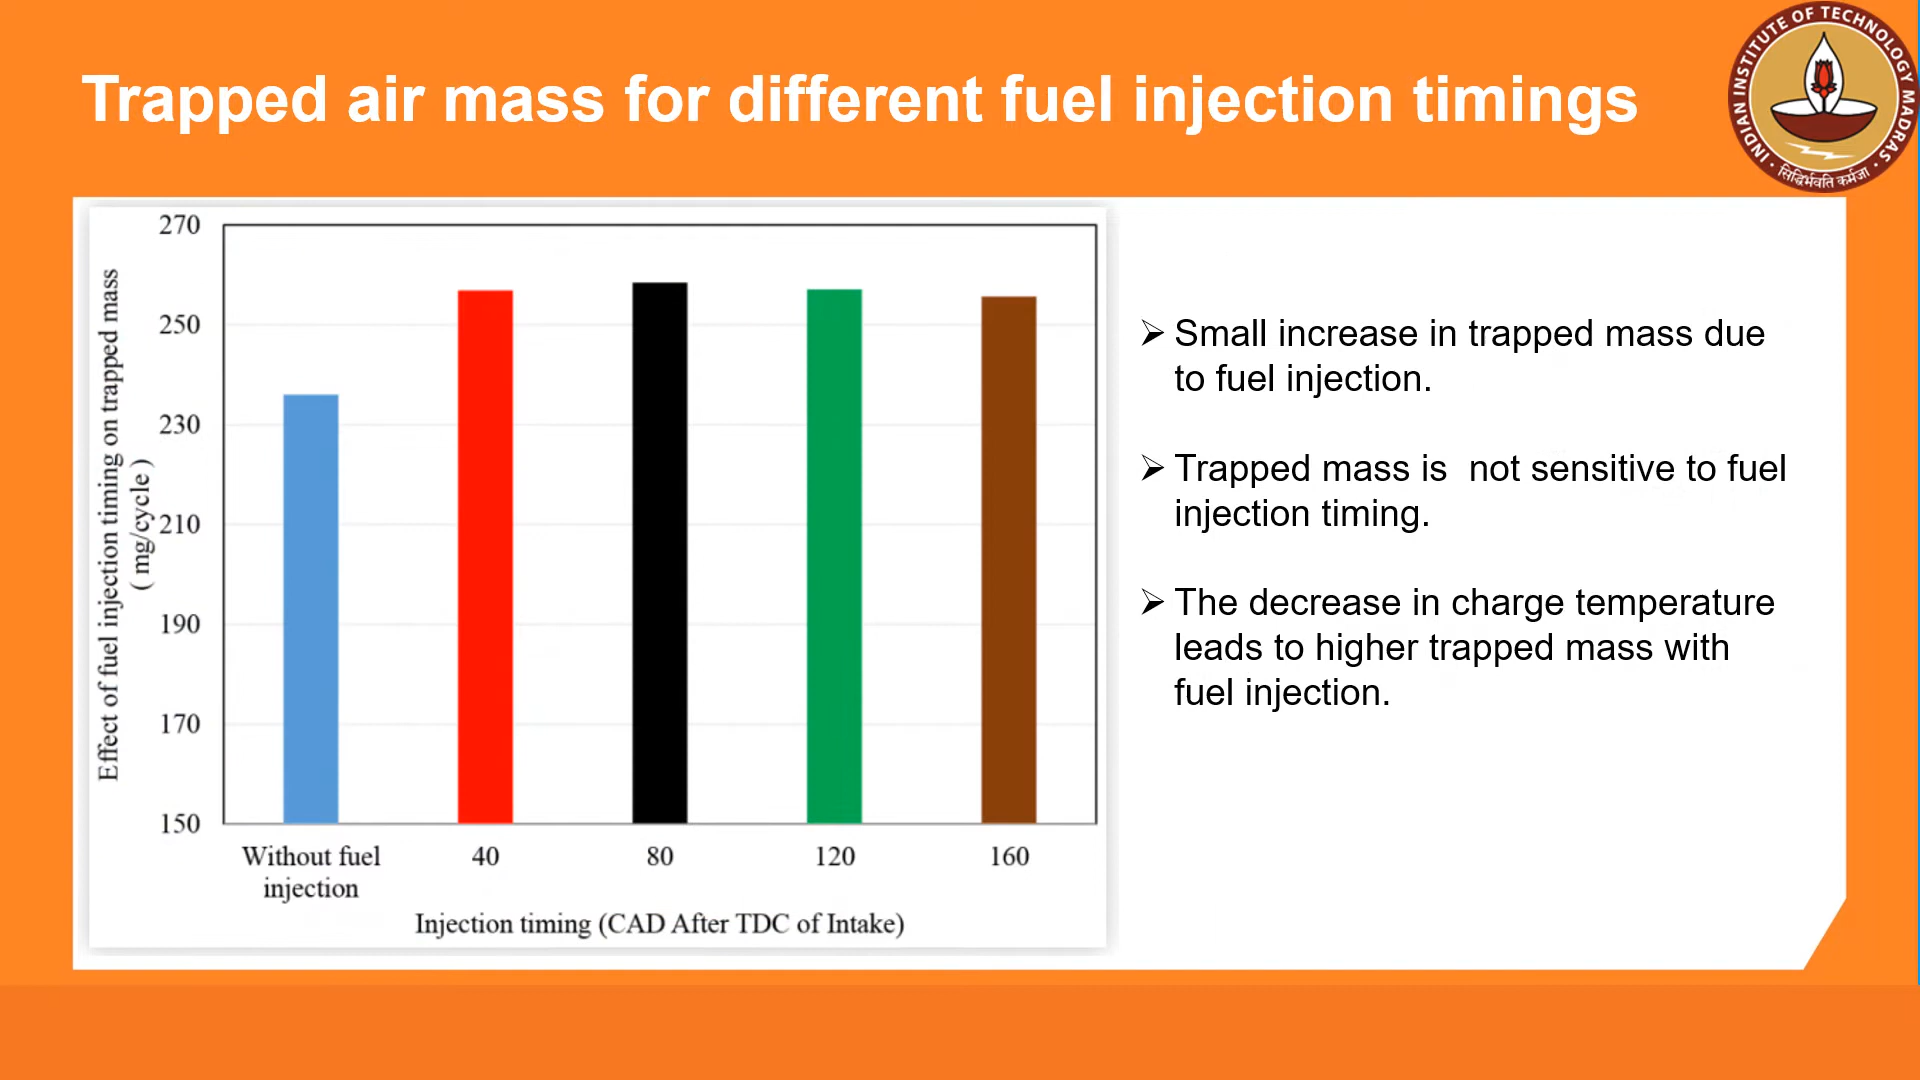 Trapped air mass for different fuel injection timings
INDIAN INSTITUTE OF TECHNOLOGY MADRAS
सिद्धिर्भवति कर्मजा
Effect of fuel injection timing on trapped mass
( mg/cycle )
270
250
230
210
190
170
150
Without fuel
injection
40
80
120
160
Injection timing (CAD After TDC of Intake)
➢ Small increase in trapped mass due
to fuel injection.
➢ Trapped mass is  not sensitive to fuel
injection timing.
➢ The decrease in charge temperature
leads to higher trapped mass with
fuel injection.